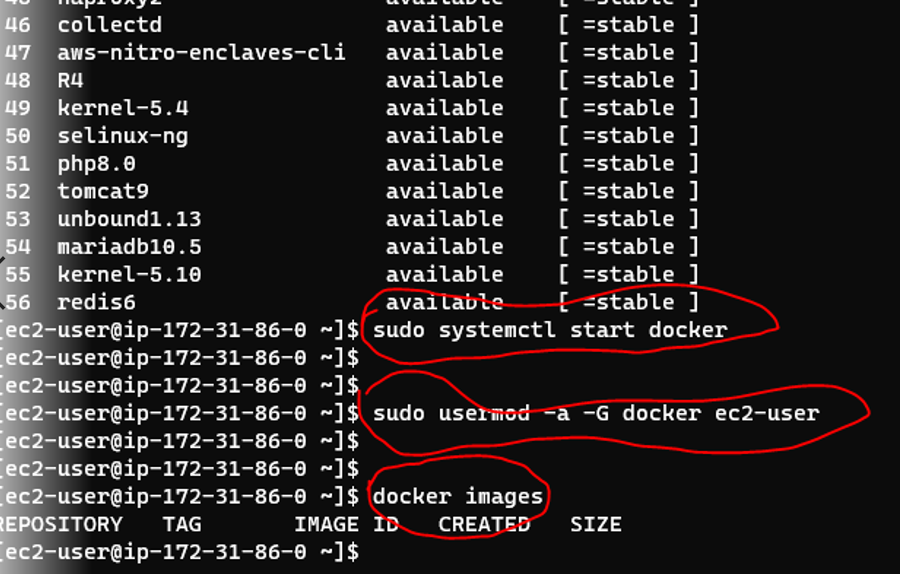 haproxy2 available [ =stable ]
46 collectd available [ =stable ]
47 aws-nitro-enclaves-cli available [ =stable ]
48 R4 available [ =stable ]
49 kernel-5.4 available [ =stable ]
50 selinux-ng available [ =stable ]
51 php8.0 available [ =stable ]
52 tomcat9 available [ =stable ]
53 unbound1.13 available [ =stable ]
54 mariadb10.5 available [ =stable ]
55 kernel-5.10 available [ =stable ]
56 redis6 available [ =stable ]
[ec2-user@ip-172-31-86-0 ~]$ sudo systemctl start docker
[ec2-user@ip-172-31-86-0 ~]$
[ec2-user@ip-172-31-86-0 ~]$
[ec2-user@ip-172-31-86-0 ~]$ sudo usermod -a -G docker ec2-user
[ec2-user@ip-172-31-86-0 ~]$
[ec2-user@ip-172-31-86-0 ~]$
[ec2-user@ip-172-31-86-0 ~]$ docker images
REPOSITORY TAG IMAGE ID CREATED SIZE
[ec2-user@ip-172-31-86-0 ~]$